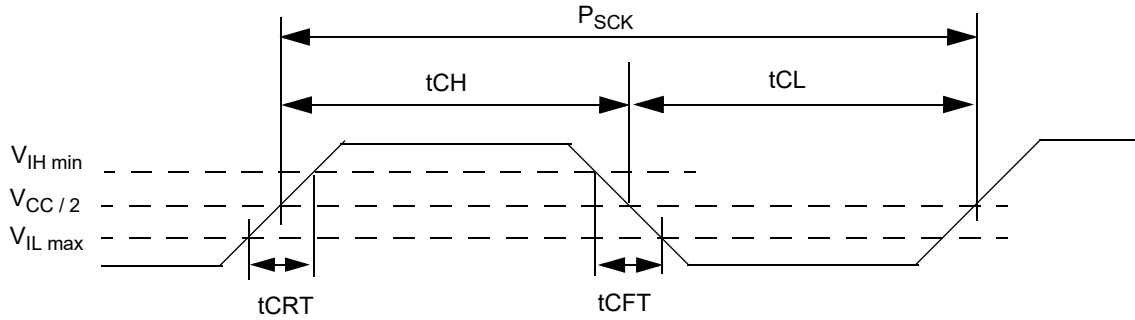 PSCK
tCH
tCL
VIH min
VCC / 2
VIL max
tCRT
tCFT